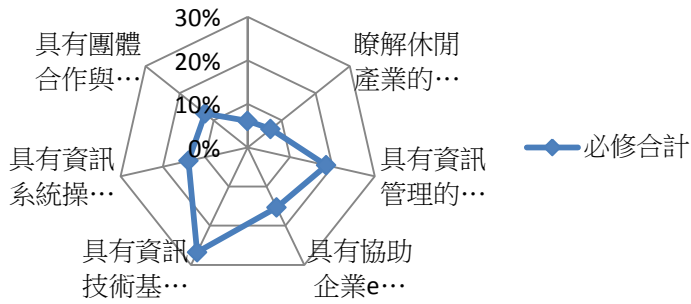 30%
20%
10%
0%
瞭解休閒
產業的…
具有資訊
管理的…
具有協助
企業e…
具有資訊
技術基…
具有資訊
系統操…
具有團體
合作與…
必修合計